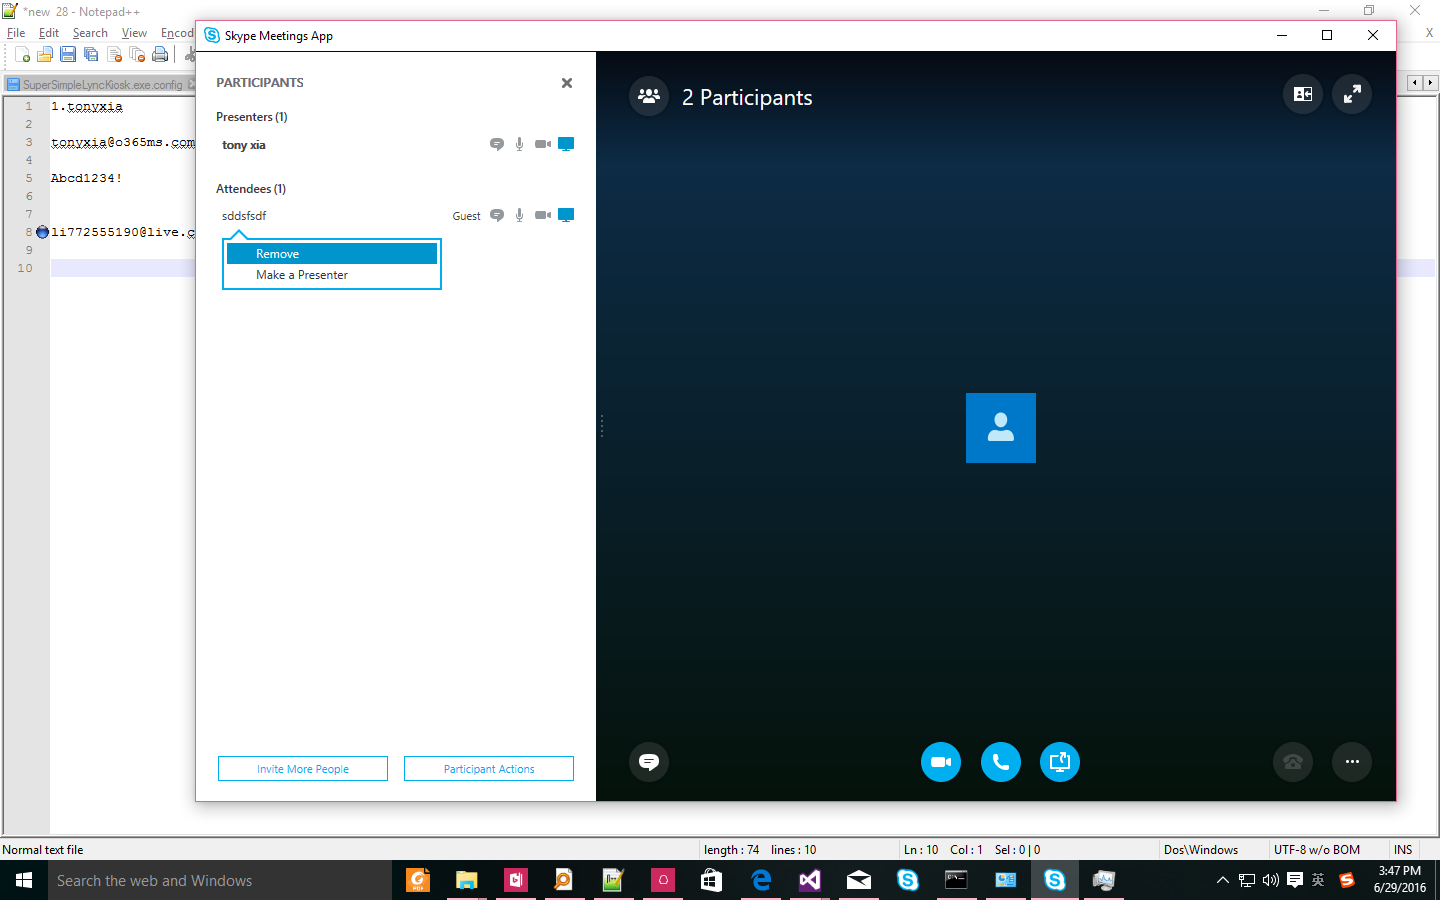 *new 28 - Notepad++
File Edit Search View Encod
X
Skype Meetings App
SuperSimpleLyncKiosk.exe.config
1 1.tonyxia
2
3 tonyxia@o365ms.com
4
5 Abcd1234!
6
7
8 li772555190@live.c
9
10
PARTICIPANTS
Presenters (1)
tony xia
Attendees (1)
sddsfsdf Guest
Remove
Make a Presenter
Invite More People Participant Actions
2 Participants
Normal text file length : 74 lines : 10 Ln : 10 Col : 1 Sel : 0 | 0 Dos\Windows UTF-8 w/o BOM INS
Search the web and Windows
PDF
英
3:47 PM
6/29/2016